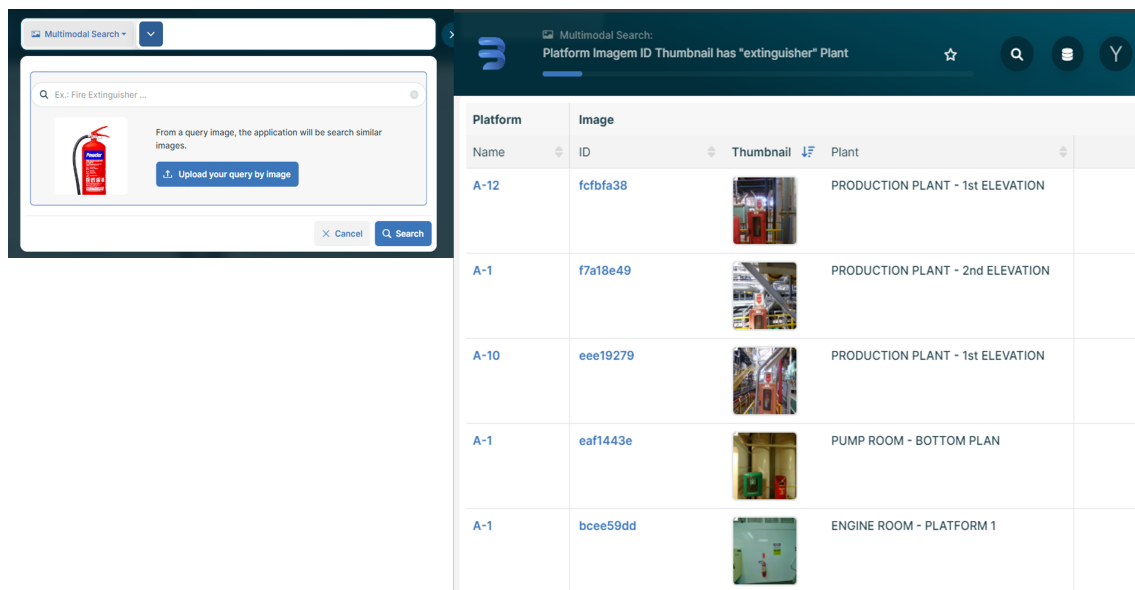 Multimodal Search
Ex.: Fire Extinguisher ...
Powder
From a query image, the application will be search similar
images.
Upload your query by image
Cancel
Search
Multimodal Search:
Platform Imagem ID Thumbnail has "extinguisher" Plant
Y
Platform Image
Name ID Thumbnail Plant
A-12 fcfbfa38 PRODUCTION PLANT - 1st ELEVATION
A-1 f7a18e49 PRODUCTION PLANT - 2nd ELEVATION
A-10 eee19279 PRODUCTION PLANT - 1st ELEVATION
A-1 eaf1443e PUMP ROOM - BOTTOM PLAN
A-1 bcee59dd ENGINE ROOM - PLATFORM 1